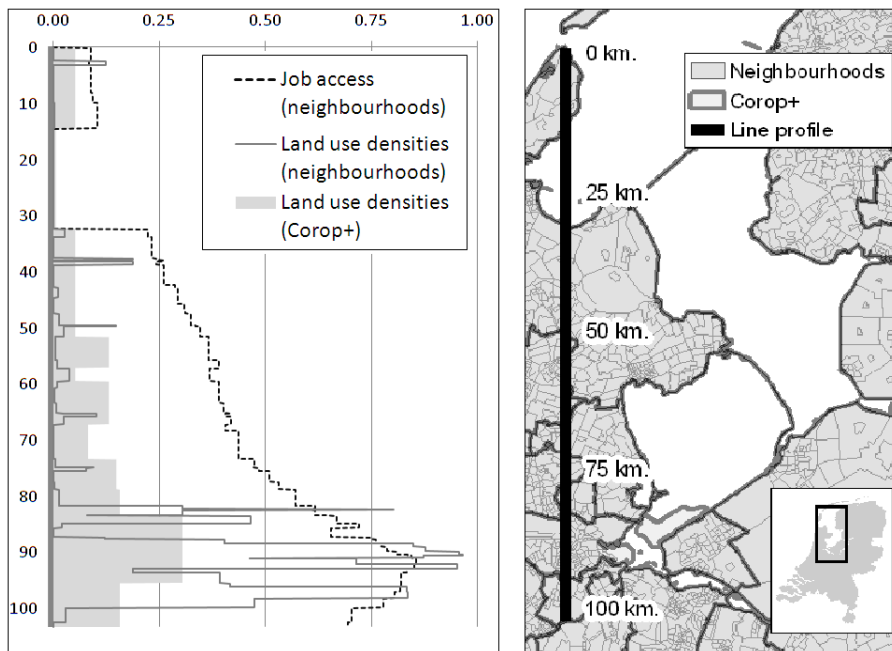 0.00 0.25 0.50 0.75 1.00
0
10
20
30
40
50
60
70
80
90
100
Job access
(neighbourhoods)
Land use densities
(neighbourhoods)
Land use densities
(Corop+)
0 km.
25 km.
50 km.
75 km.
100 km.
Neighbourhoods
Corop+
Line profile